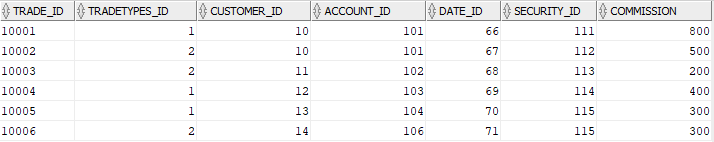 TRADE_ID TRADETYPES_ID CUSTOMER_ID ACCOUNT_ID DATE_ID SECURITY_ID COMMISSION
10001 1 10 101 66 111 800
10002 2 10 101 67 112 500
10003 2 11 102 68 113 200
10004 1 12 103 69 114 400
10005 1 13 104 70 115 300
10006 2 14 106 71 115 300